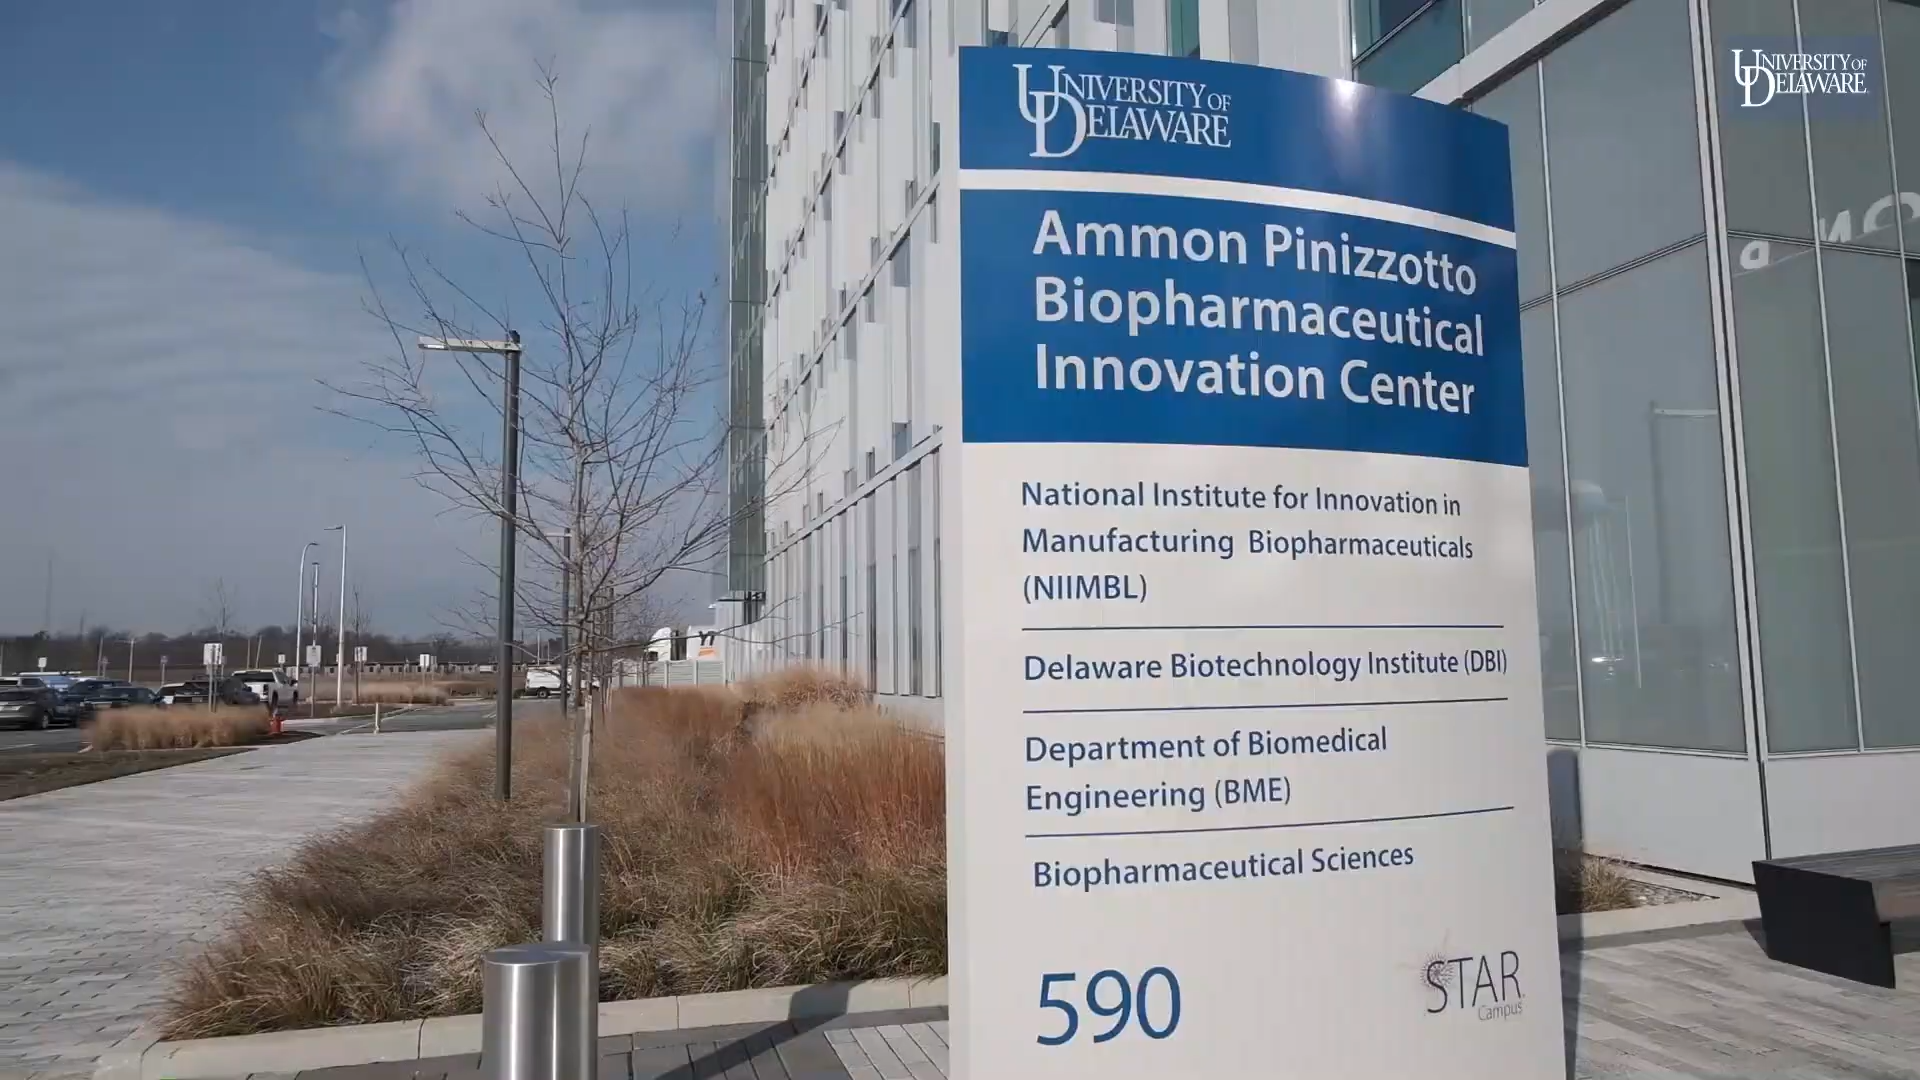 UNIVERSITY OF
DELAWARE
Ammon Pinizzotto
Biopharmaceutical
Innovation Center
National Institute for Innovation in
Manufacturing Biopharmaceuticals
(NIIMBL)
Delaware Biotechnology Institute (DBI)
Department of Biomedical
Engineering (BME)
Biopharmaceutical Sciences
590
STAR
Campus
UNIVERSITY OF
DELAWARE